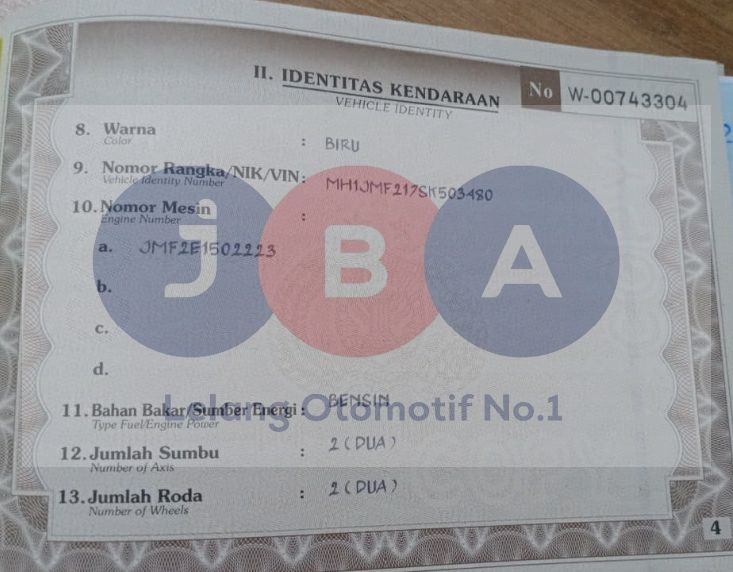 II. IDENTITAS KENDARAAN
VEHICLE IDENTITY
No W-00743304
8. Warna : BIRU
Color
9. Nomor Rangka/NIK/VIN: MH1JMF217SK503480
Vehicle Identity Number
10. Nomor Mesin :
Engine Number
a. JMF2E1502223
b.
c.
d.
jBA
Lelang Otomotif No.1
11. Bahan Bakar/Sumber Energi : BENSIN
Type Fuel/Engine Power
12. Jumlah Sumbu : 2 (DUA)
Number of Axis
13. Jumlah Roda : 2 (DUA)
Number of Wheels
4